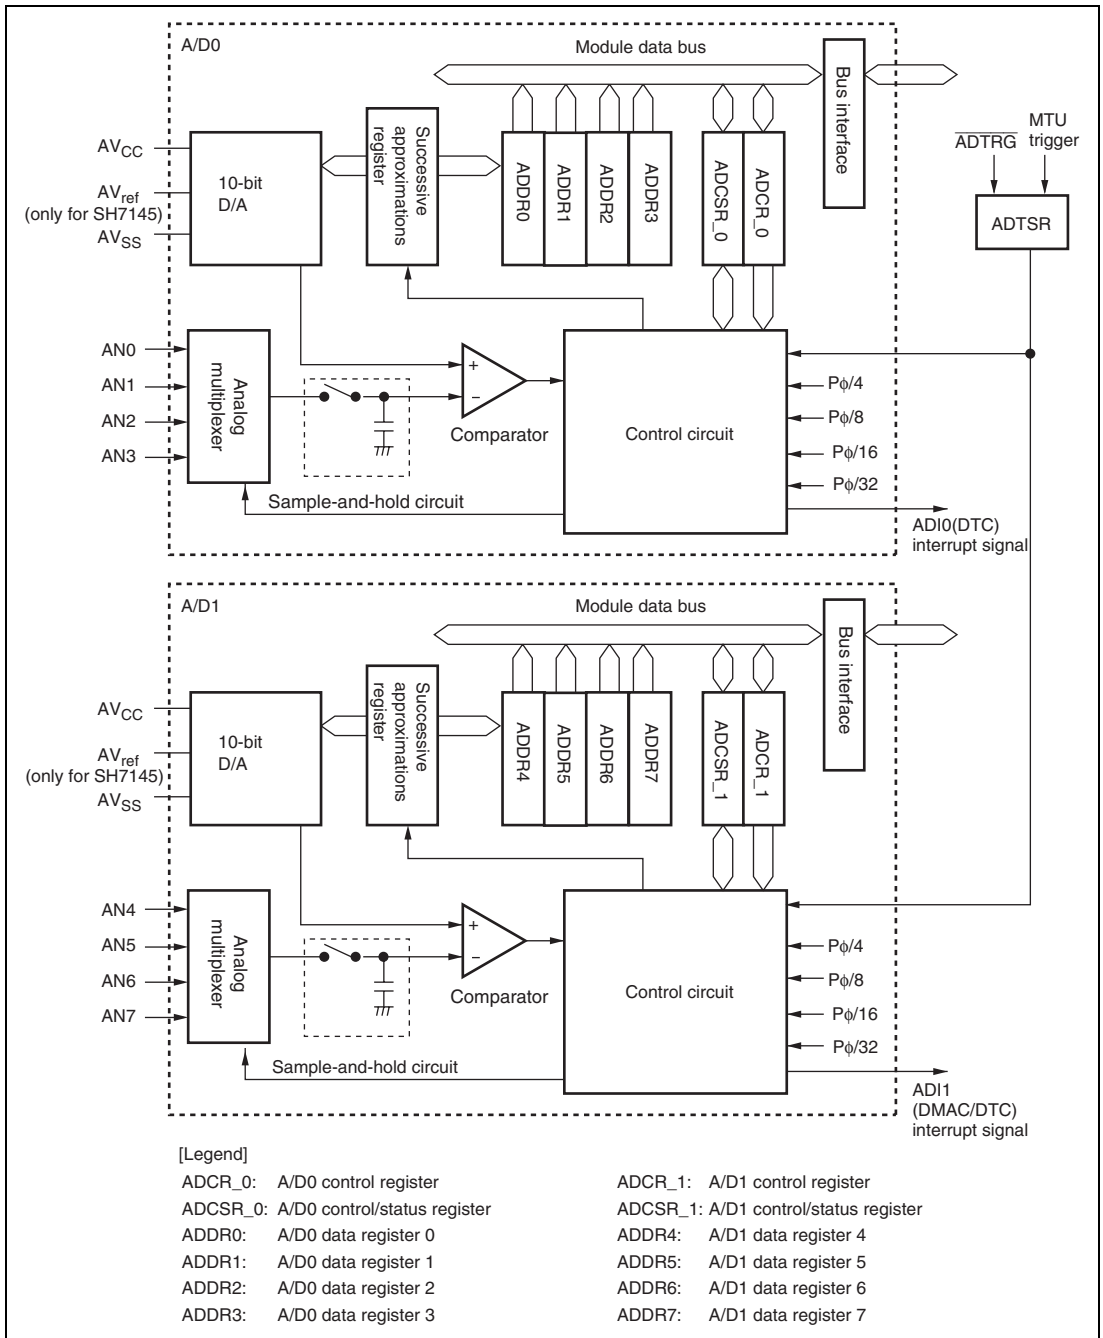 A/D0
Module data bus
Bus interface
AVCC
AVref
(only for SH7145)
AVSS
10-bit
D/A
Successive
approximations
register
ADDR0
ADDR1
ADDR2
ADDR3
ADCSR_0
ADCR_0
ADTRG
MTU
trigger
ADTSR
AN0
AN1
AN2
AN3
Analog
multiplexer
+
−
Comparator
Sample-and-hold circuit
Control circuit
Pϕ/4
Pϕ/8
Pϕ/16
Pϕ/32
ADI0(DTC)
interrupt signal
A/D1
Module data bus
Bus interface
AVCC
AVref
(only for SH7145)
AVSS
10-bit
D/A
Successive
approximations
register
ADDR4
ADDR5
ADDR6
ADDR7
ADCSR_1
ADCR_1
AN4
AN5
AN6
AN7
Analog
multiplexer
+
−
Comparator
Sample-and-hold circuit
Control circuit
Pϕ/4
Pϕ/8
Pϕ/16
Pϕ/32
ADI1
(DMAC/DTC)
interrupt signal
[Legend]
ADCR_0: A/D0 control register
ADCSR_0: A/D0 control/status register
ADDR0: A/D0 data register 0
ADDR1: A/D0 data register 1
ADDR2: A/D0 data register 2
ADDR3: A/D0 data register 3
ADCR_1: A/D1 control register
ADCSR_1: A/D1 control/status register
ADDR4: A/D1 data register 4
ADDR5: A/D1 data register 5
ADDR6: A/D1 data register 6
ADDR7: A/D1 data register 7